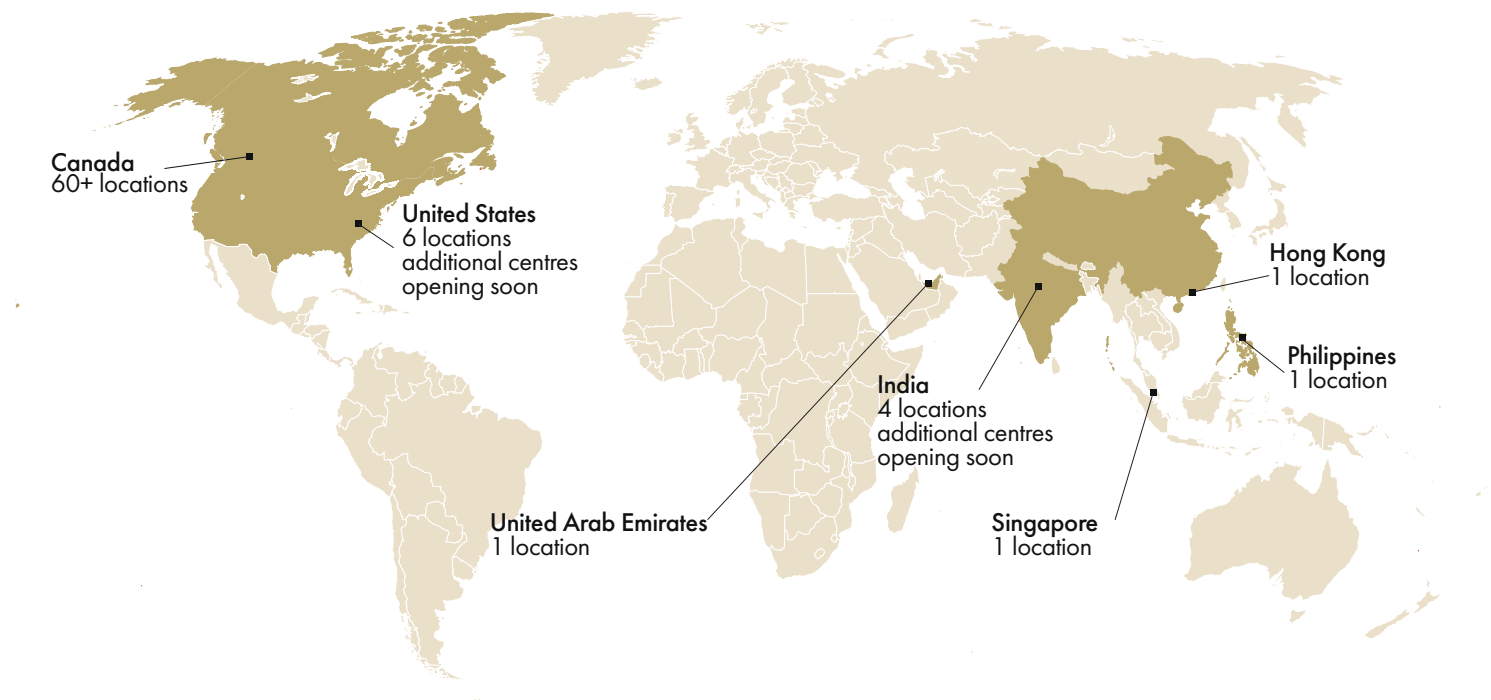 Canada
60+ locations
United States
6 locations
additional centres
opening soon
Hong Kong
1 location
Philippines
1 location
India
4 locations
additional centres
opening soon
United Arab Emirates
1 location
Singapore
1 location